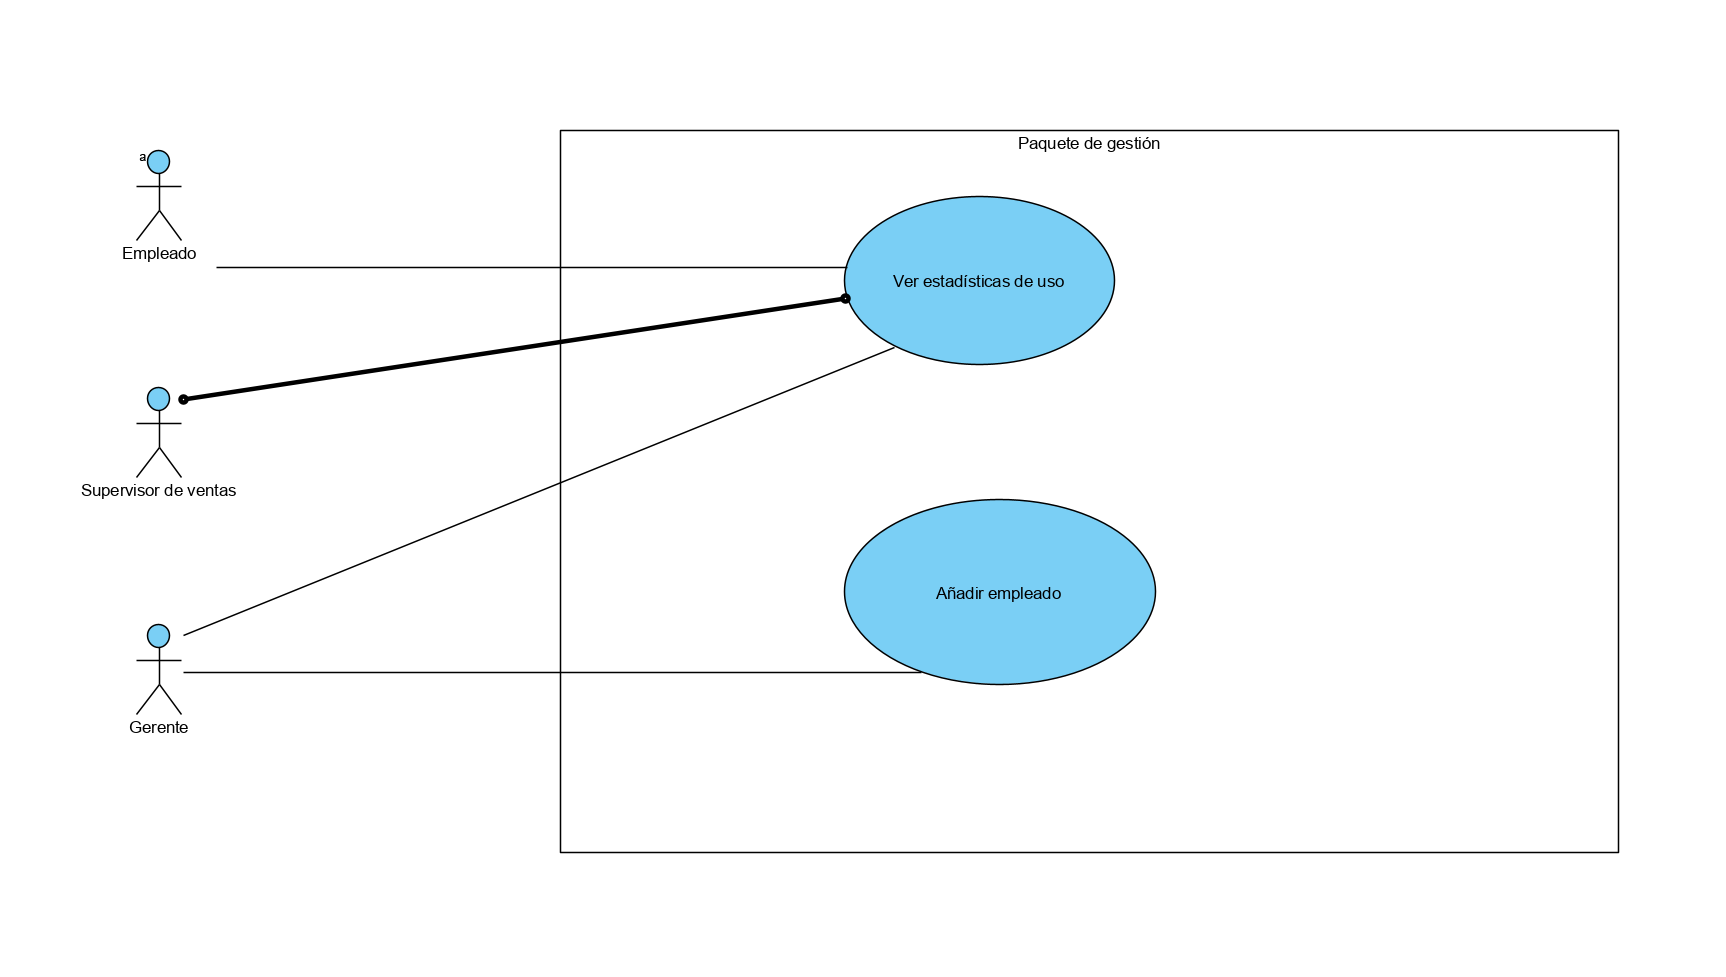 Paquete de gestión
a
Empleado
Ver estadísticas de uso
Supervisor de ventas
Añadir empleado
Gerente